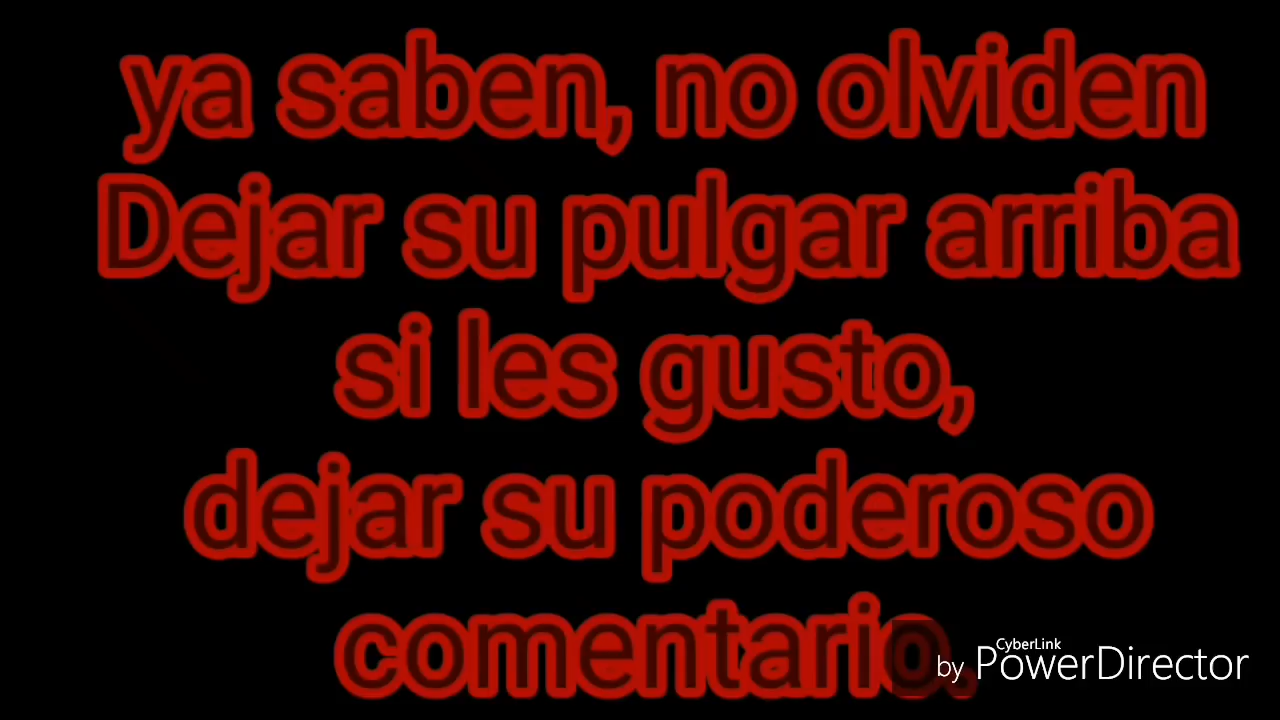 ya saben, no olviden
Dejar su pulgar arriba
si les gusto,
dejar su poderoso
comentario.
by CyberLink PowerDirector